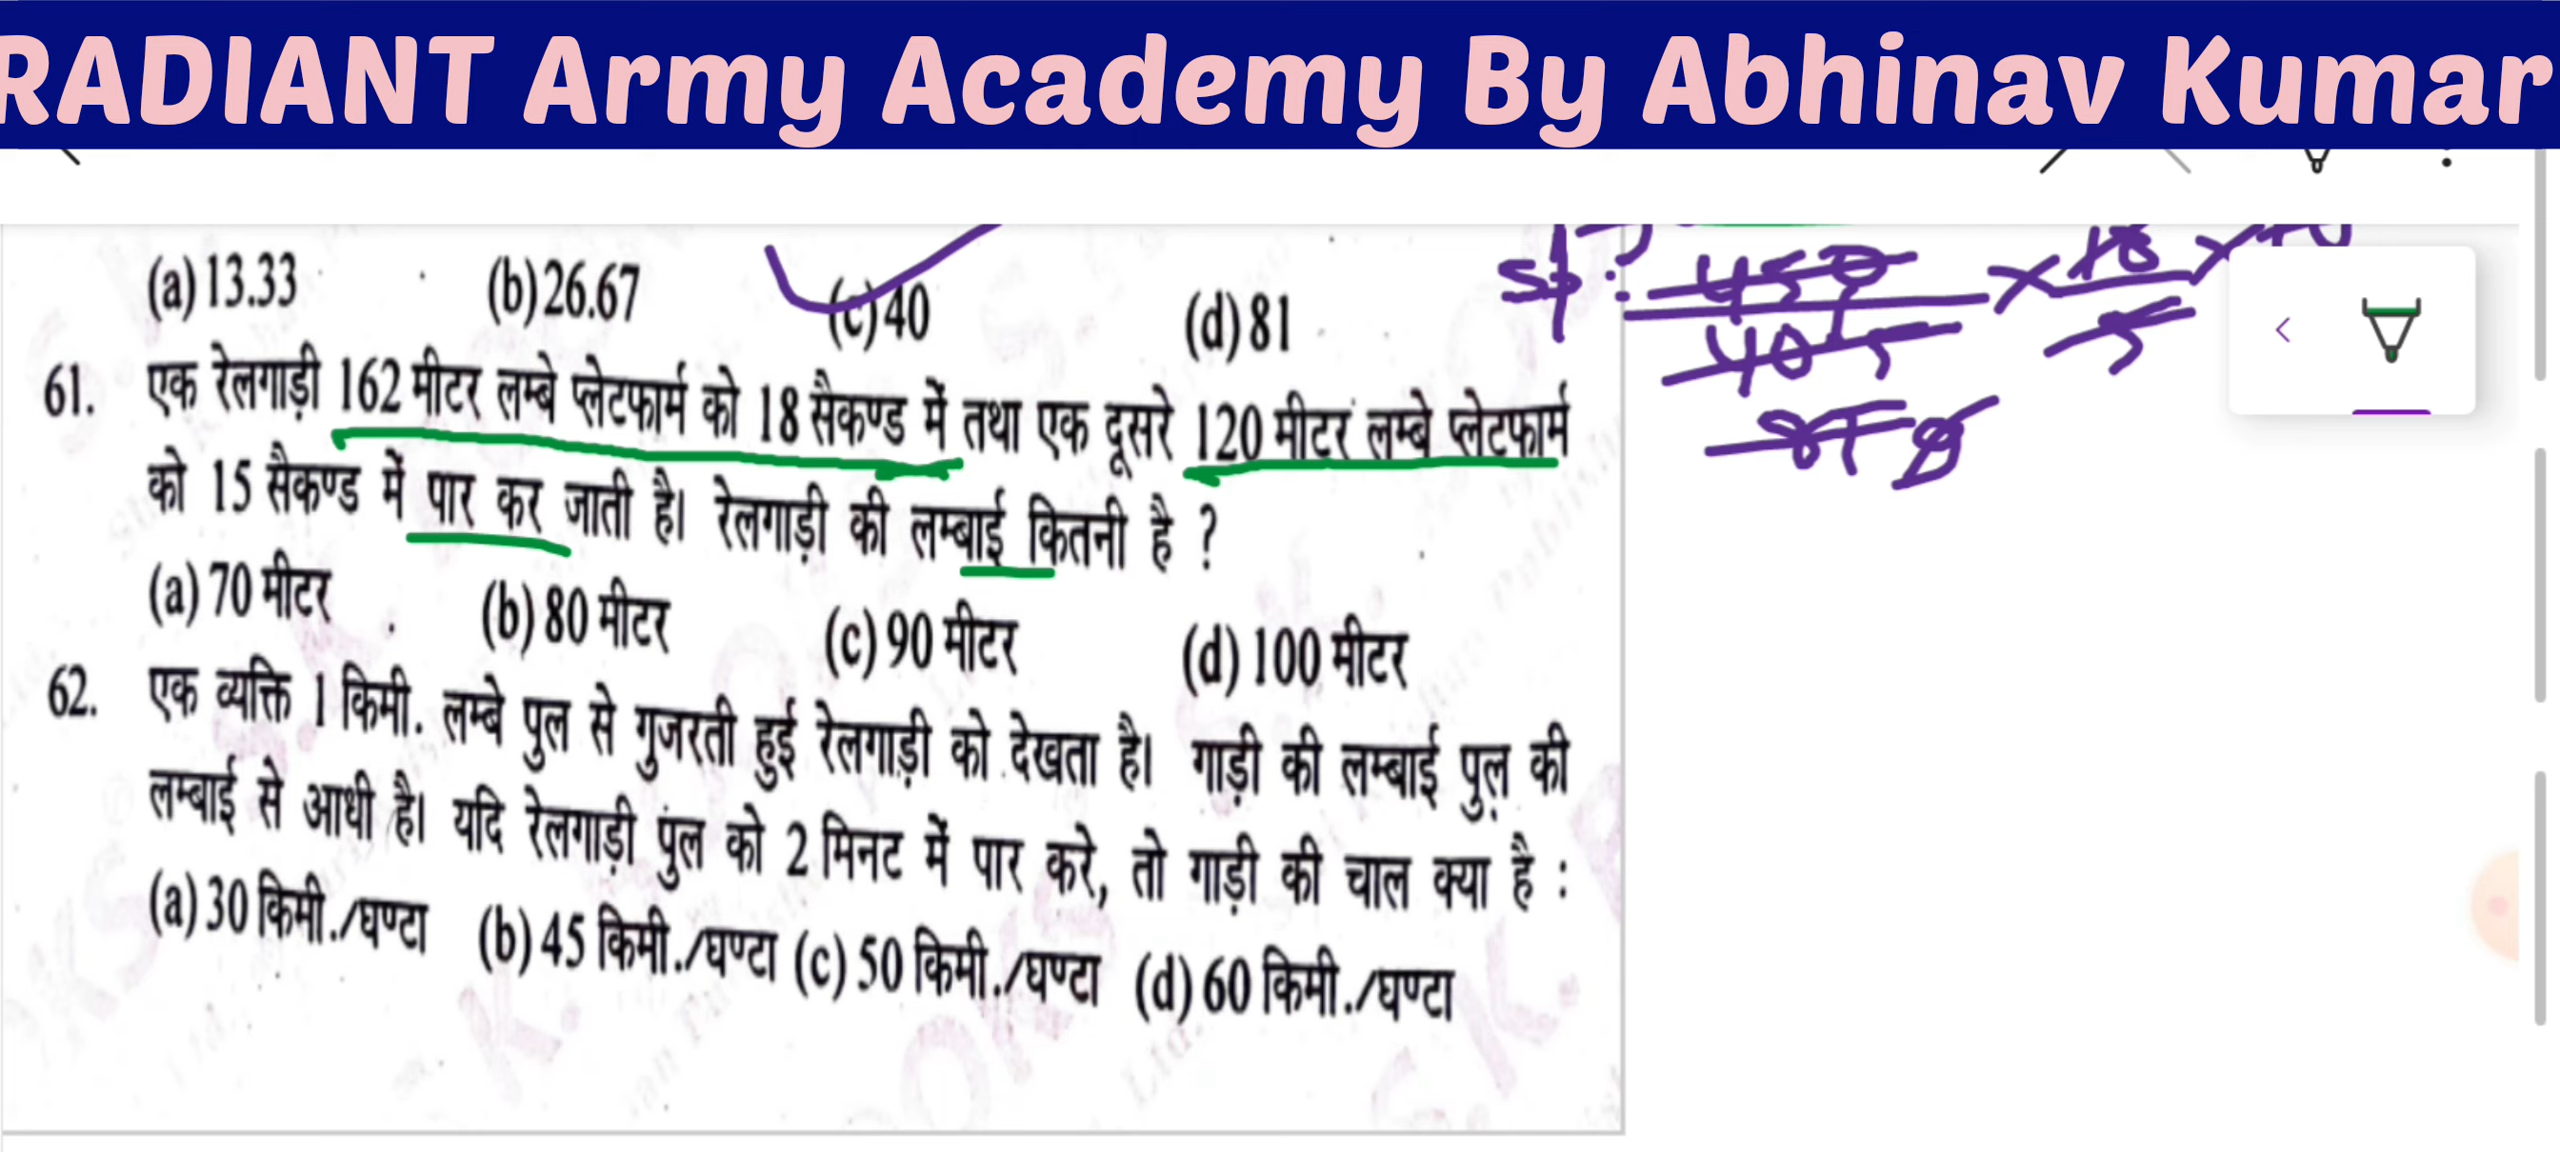 RADIANT Army Academy By Abhinav Kumar
(a) 13.33 (b) 26.67 (c) 40 (d) 81
61. एक रेलगाड़ी 162 मीटर लम्बे प्लेटफार्म को 18 सैकण्ड में तथा एक दूसरे 120 मीटर लम्बे प्लेटफार्म
को 15 सैकण्ड में पार कर जाती है। रेलगाड़ी की लम्बाई कितनी है ?
(a) 70 मीटर (b) 80 मीटर (c) 90 मीटर (d) 100 मीटर
62. एक व्यक्ति 1 किमी. लम्बे पुल से गुजरती हुई रेलगाड़ी को देखता है। गाड़ी की लम्बाई पुल की
लम्बाई से आधी है। यदि रेलगाड़ी पुल को 2 मिनट में पार करे, तो गाड़ी की चाल क्या है :
(a) 30 किमी./घण्टा (b) 45 किमी./घण्टा (c) 50 किमी./घण्टा (d) 60 किमी./घण्टा